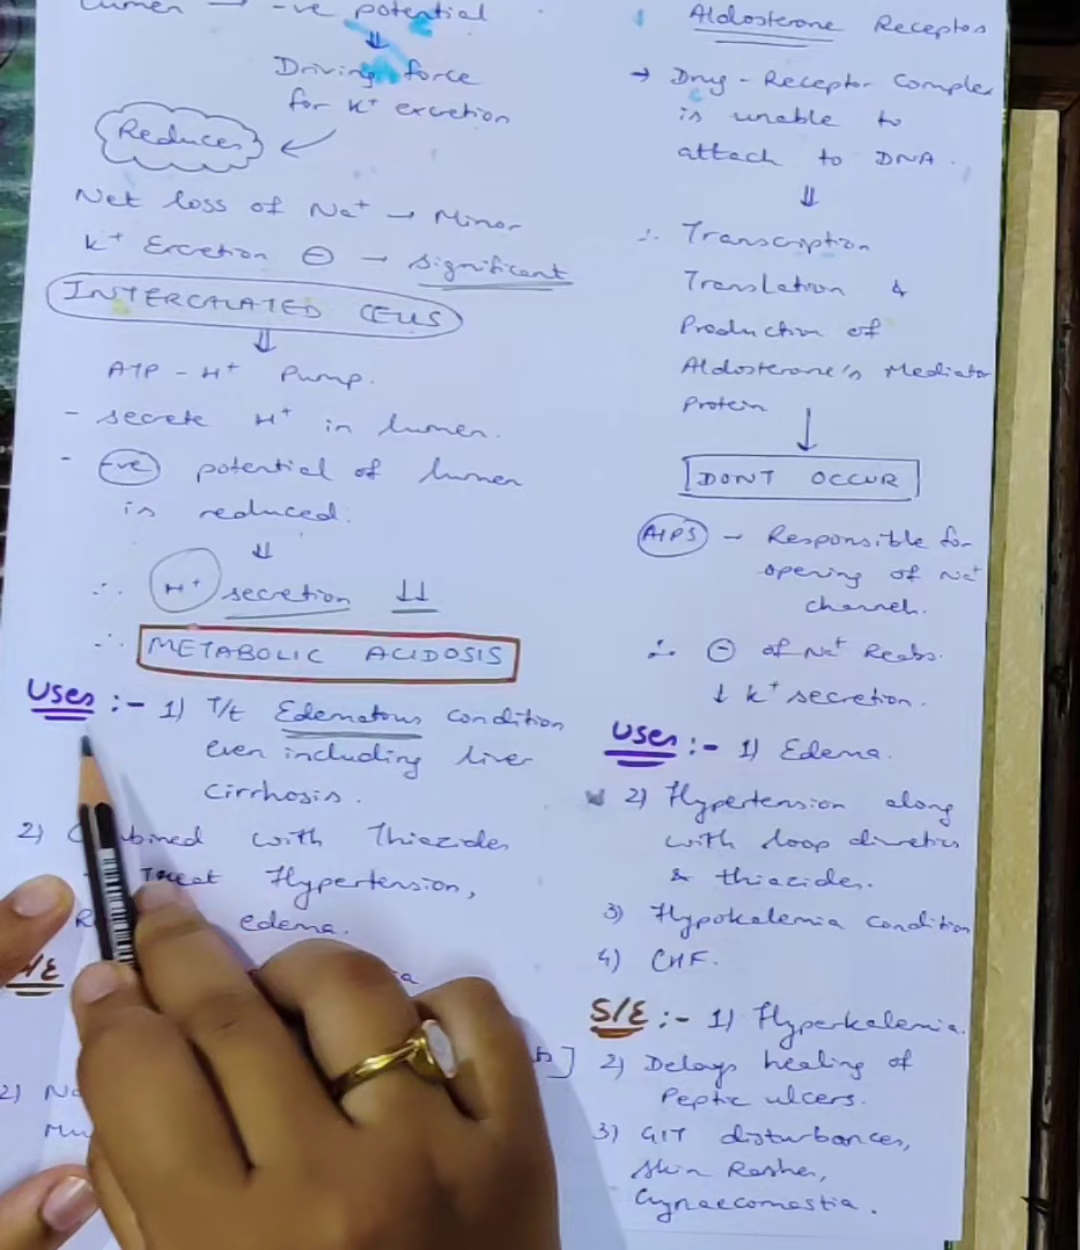 Lumen → -ve potential
⇓
Driving force
for K+ excretion
Reduces
Net loss of Na+ → Minor
K+ Excretion ⊖ → significant
INTERCALATED CELLS
⇓
ATP - H+ Pump.
- secrete H+ in lumen.
- -ve potential of lumen
is reduced.
⇓
∴ H+ secretion ↓↓
∴ METABOLIC ACIDOSIS
Uses :- 1) T/t Edematous condition
even including liver
cirrhosis.
2) with Thiazides
Treat Hypertension,
edema.
/E
2)
Aldosterone Receptor
→ Drug - Receptor Complex
is unable to
attach to DNA.
⇓
∴ Transcription
Translation &
Production of
Aldosterone's Mediator
Protein ↓
DONT OCCUR
AIPS → Responsible for
opening of Na+
channel.
∴ ⊖ of Na+ Reabs.
↓ K+ secretion.
Uses :- 1) Edema.
2) Hypertension along
with loop diuretics
& thiazides.
3) Hypokalemia condition
4) CHF.
S/E :- 1) Hyperkalemia.
2) Delays healing of
Peptic ulcers.
3) GIT disturbances,
Skin Rashes,
Gynaecomastia.